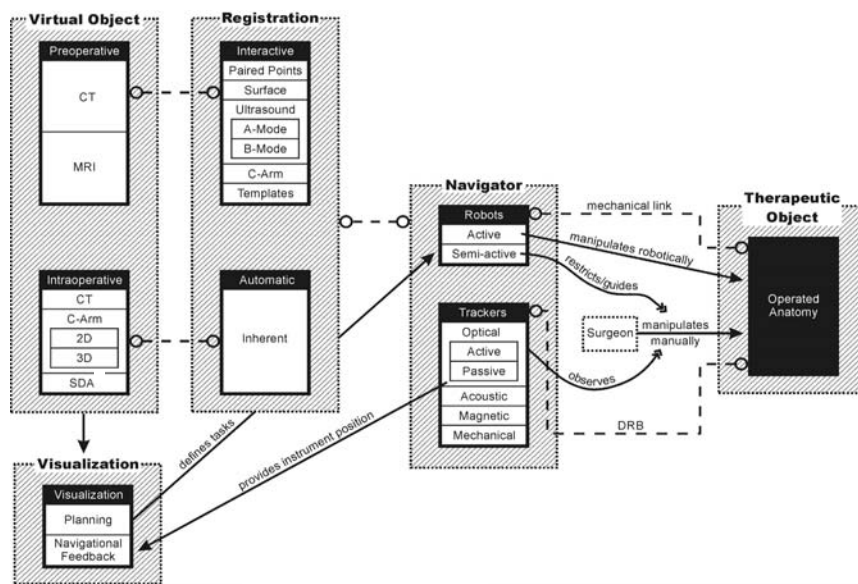 Virtual Object
Preoperative
CT
MRI
Intraoperative
CT
C-Arm
2D
3D
SDA
Registration
Interactive
Paired Points
Surface
Ultrasound
A-Mode
B-Mode
C-Arm
Templates
Automatic
Inherent
Navigator
Robots
Active
Semi-active
Trackers
Optical
Active
Passive
Acoustic
Magnetic
Mechanical
Therapeutic
Object
Operated
Anatomy
mechanical link
manipulates robotically
restricts/guides
Surgeon
manipulates
manually
observes
DRB
defines tasks
provides instrument position
Visualization
Visualization
Planning
Navigational
Feedback